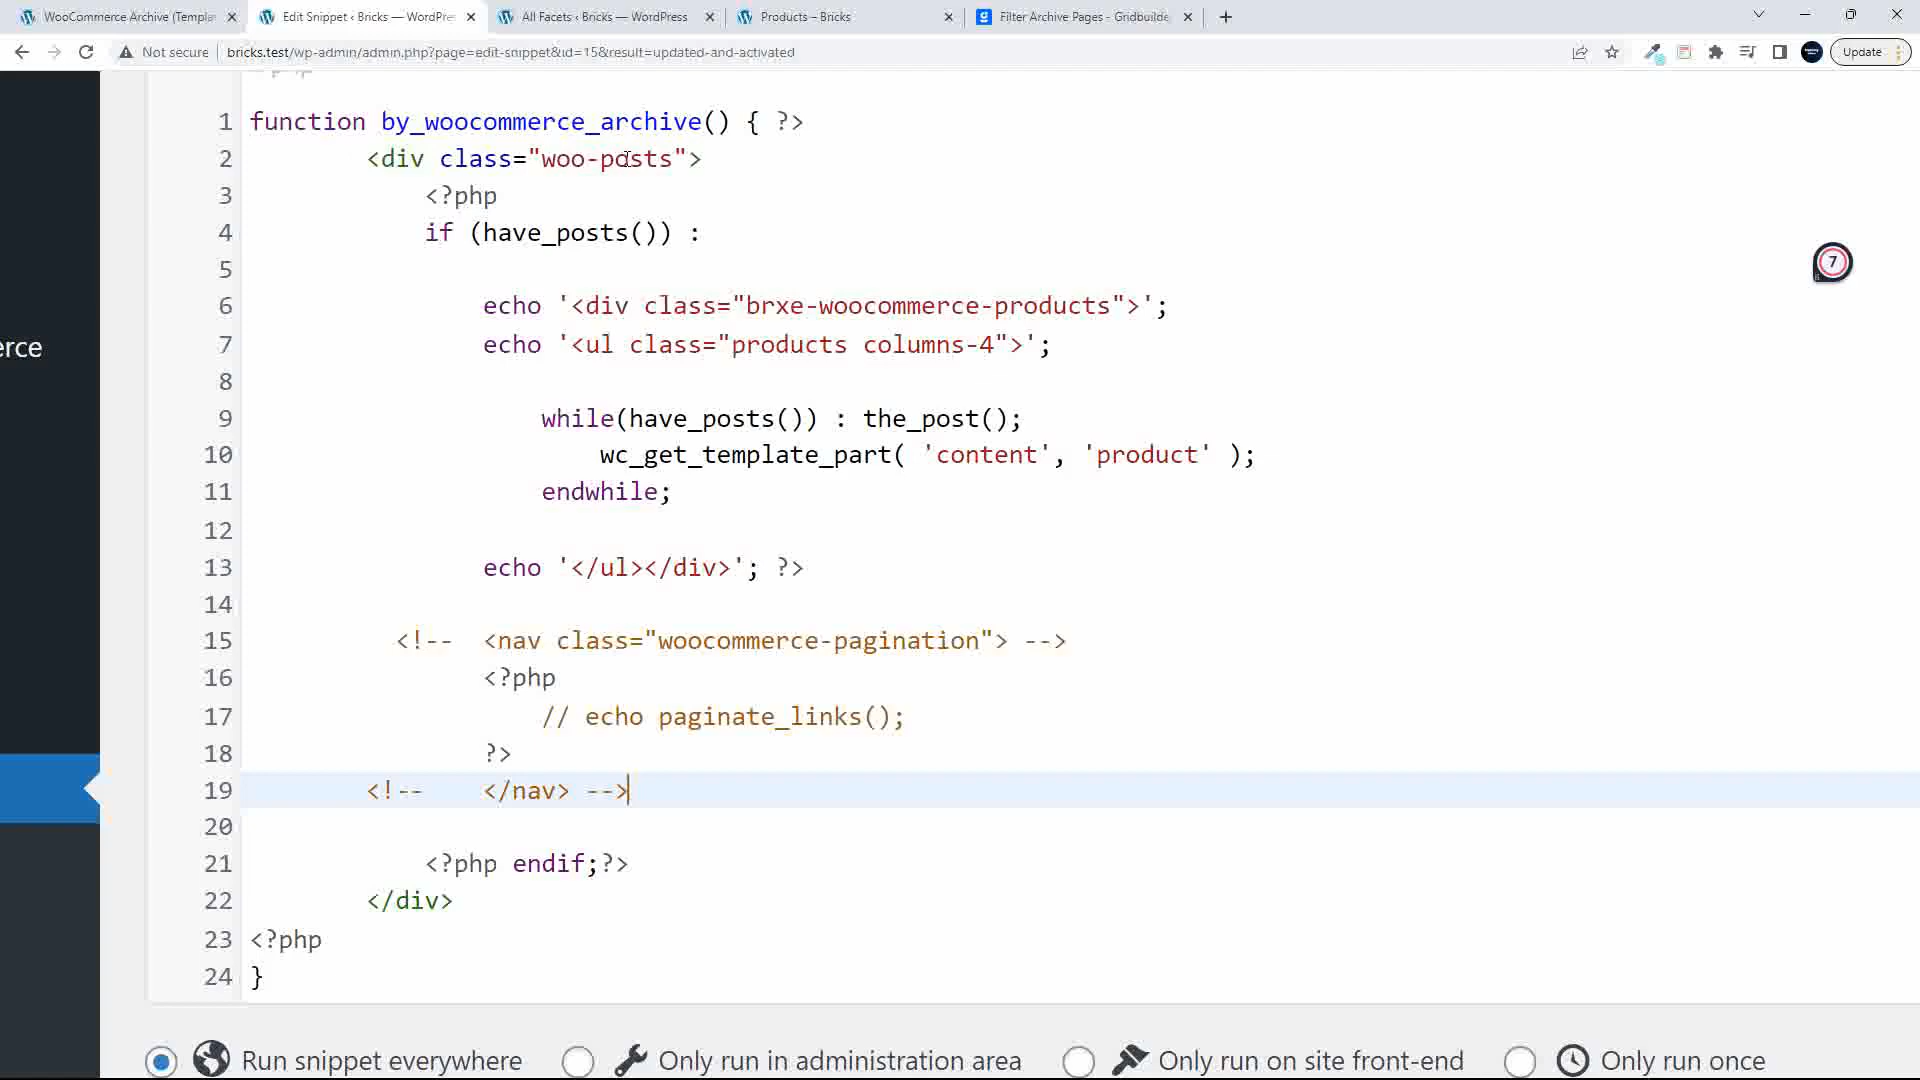 WooCommerce Archive (Templa
Edit Snippet ‹ Bricks — WordPres
All Facets ‹ Bricks — WordPress
Products – Bricks
Filter Archive Pages - Gridbuilde
Not secure
bricks.test/wp-admin/admin.php?page=edit-snippet&id=15&result=updated-and-activated
Update
<?php
1 function by_woocommerce_archive() { ?>
2 <div class="woo-posts">
3 <?php
4 if (have_posts()) :
5
6 echo '<div class="brxe-woocommerce-products">';
7 echo '<ul class="products columns-4">';
8
9 while(have_posts()) : the_post();
10 wc_get_template_part( 'content', 'product' );
11 endwhile;
12
13 echo '</ul></div>'; ?>
14
15 <!-- <nav class="woocommerce-pagination"> -->
16 <?php
17 // echo paginate_links();
18 ?>
19 <!-- </nav> -->
20
21 <?php endif;?>
22 </div>
23 <?php
24 }
erce
7
Run snippet everywhere
Only run in administration area
Only run on site front-end
Only run once